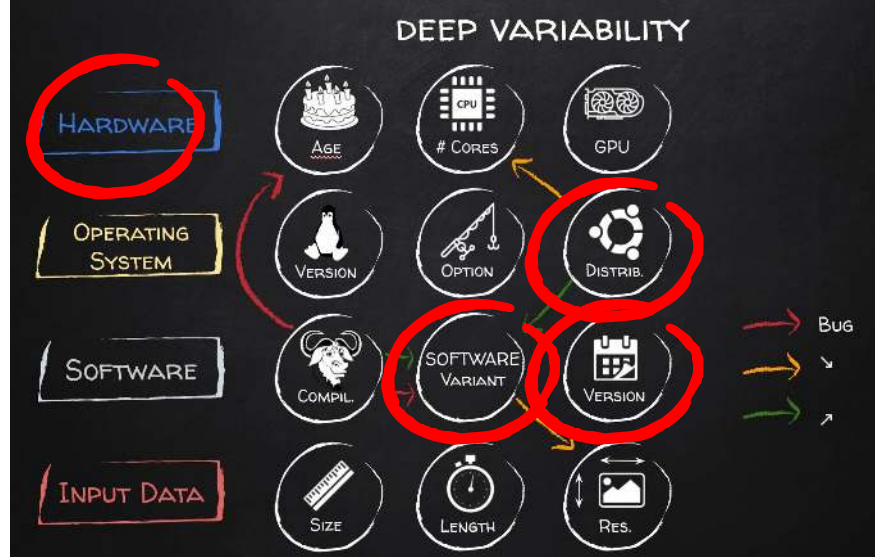 DEEP VARIABILITY
HARDWARE
AGE
CPU
# CORES
GPU
OPERATING
SYSTEM
VERSION
OPTION
DISTRIB.
SOFTWARE
COMPIL.
SOFTWARE
VARIANT
VERSION
BUG
↘
↗
INPUT DATA
SIZE
LENGTH
RES.